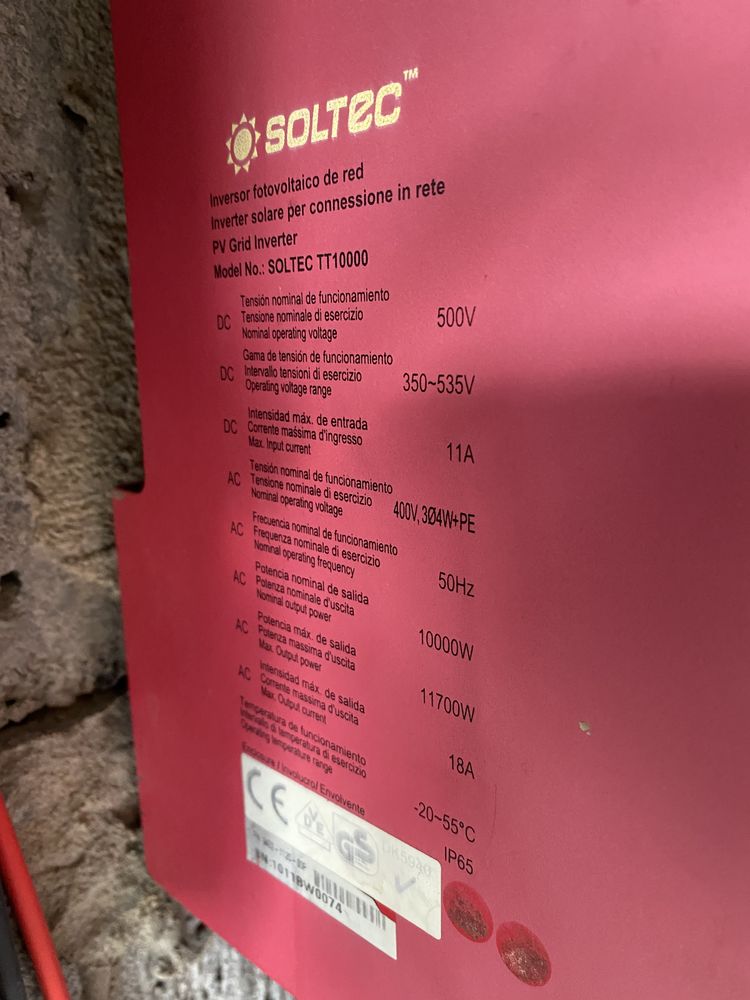 SOLTEC™
Inversor fotovoltaico de red
Inverter solare per connessione in rete
PV Grid Inverter
Model No.: SOLTEC TT10000
DC Tensión nominal de funcionamiento
Tensione nominale di esercizio
Nominal operating voltage
500V
DC Gama de tensión de funcionamiento
Intervallo tensioni di esercizio
Operating voltage range
350~535V
DC Intensidad máx. de entrada
Corrente maśsima d'ingresso
Max. Input current
11A
AC Tensión nominal de funcionamiento
Tensione nominale di esercizio
Nominal operating voltage
400V, 3Ø4W+PE
AC Frecuencia nominal de funcionamiento
Frequenza nominale di esercizio
Nominal operating frequency
50Hz
AC Potencia nominal de salida
Potenza nominale d'uscita
Nominal output power
10000W
AC Potencia máx. de salida
Potenza massima d'uscita
Max. Output power
11700W
AC Intensidad máx. de salida
Corrente massima d'uscita
Max. Output current
18A
Temperatura de funcionamiento
Intervallo di temperatura di esercizio
Operating temperature range
-20~55°C
Enclosure / Involucro/ Envolvente
IP65
CE VDE GS
SN:1011BW0074